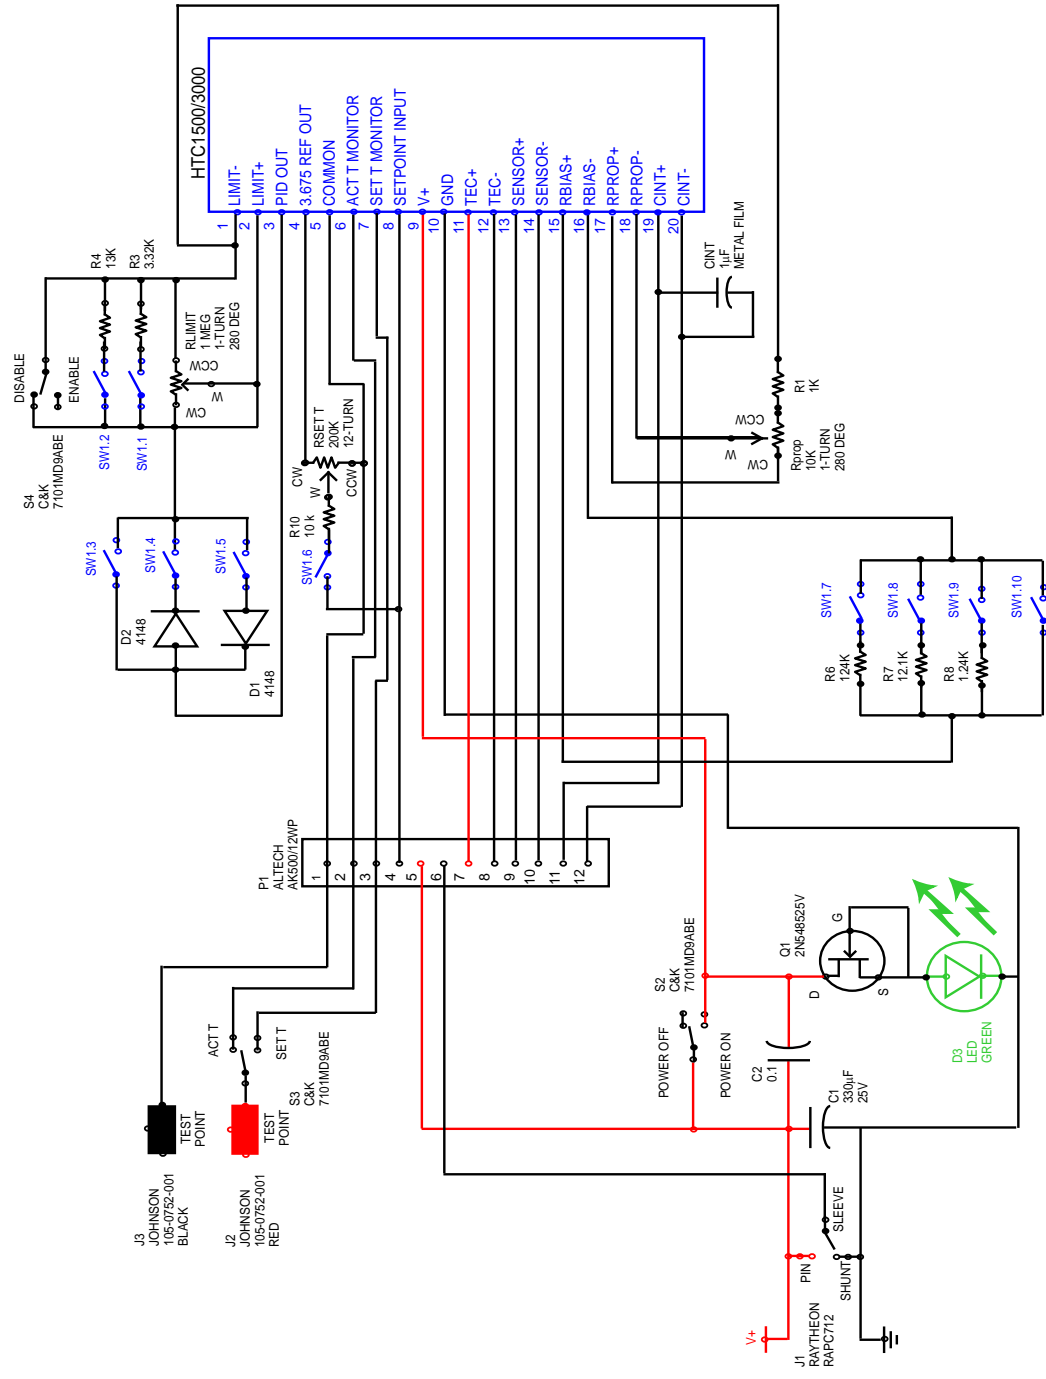 HTC1500/3000
LIMIT-
LIMIT+
PID OUT
3.675 REF OUT
COMMON
ACT T MONITOR
SET T MONITOR
SETPOINT INPUT
V+
GND
TEC+
TEC-
SENSOR+
SENSOR-
RBIAS+
RBIAS-
RPROP+
RPROP-
CINT+
CINT-
1
2
3
4
5
6
7
8
9
10
11
12
13
14
15
16
17
18
19
20
R4
13K
R3
3.32K
RLIMIT
1 MEG
1-TURN
280 DEG
CCW
W
CW
DISABLE
ENABLE
S4
C&K
7101MD9ABE
SW1.2
SW1.1
SW1.3
SW1.4
SW1.5
D2
4148
D1
4148
RSET T
200K
12-TURN
CW
W
CCW
R10
10 k
SW1.6
CINT
1µF
METAL FILM
R1
1K
CCW
W
CW
Rprop
10K
1-TURN
280 DEG
SW1.7
SW1.8
SW1.9
SW1.10
R6
124K
R7
12.1K
R8
1.24K
P1
ALTECH
AK500/12WP
1
2
3
4
5
6
7
8
9
10
11
12
ACT T
SET T
S3
C&K
7101MD9ABE
TEST
POINT
TEST
POINT
J3
JOHNSON
105-0752-001
BLACK
J2
JOHNSON
105-0752-001
RED
S2
C&K
7101MD9ABE
POWER OFF
POWER ON
Q1
2N548525V
G
D
S
C2
0.1
C1
330µF
25V
D3
LED
GREEN
SLEEVE
PIN
SHUNT
V+
J1
RAYTHEON
RAPC712